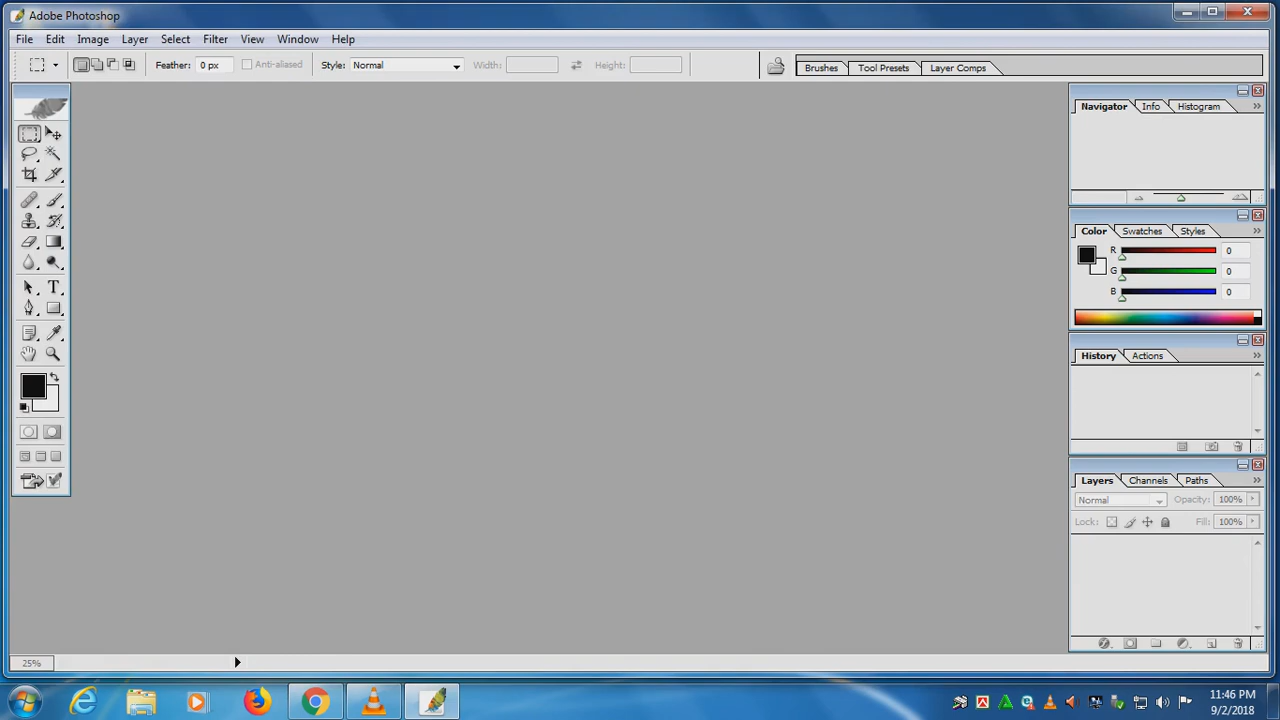 Adobe Photoshop
File Edit Image Layer Select Filter View Window Help
Feather: 0 px Anti-aliased Style: Normal Width: Height: Brushes Tool Presets Layer Comps
Navigator Info Histogram
Color Swatches Styles
R 0
G 0
B 0
T
History Actions
Layers Channels Paths
Normal Opacity: 100%
Lock: Fill: 100%
25%
11:46 PM
9/2/2018